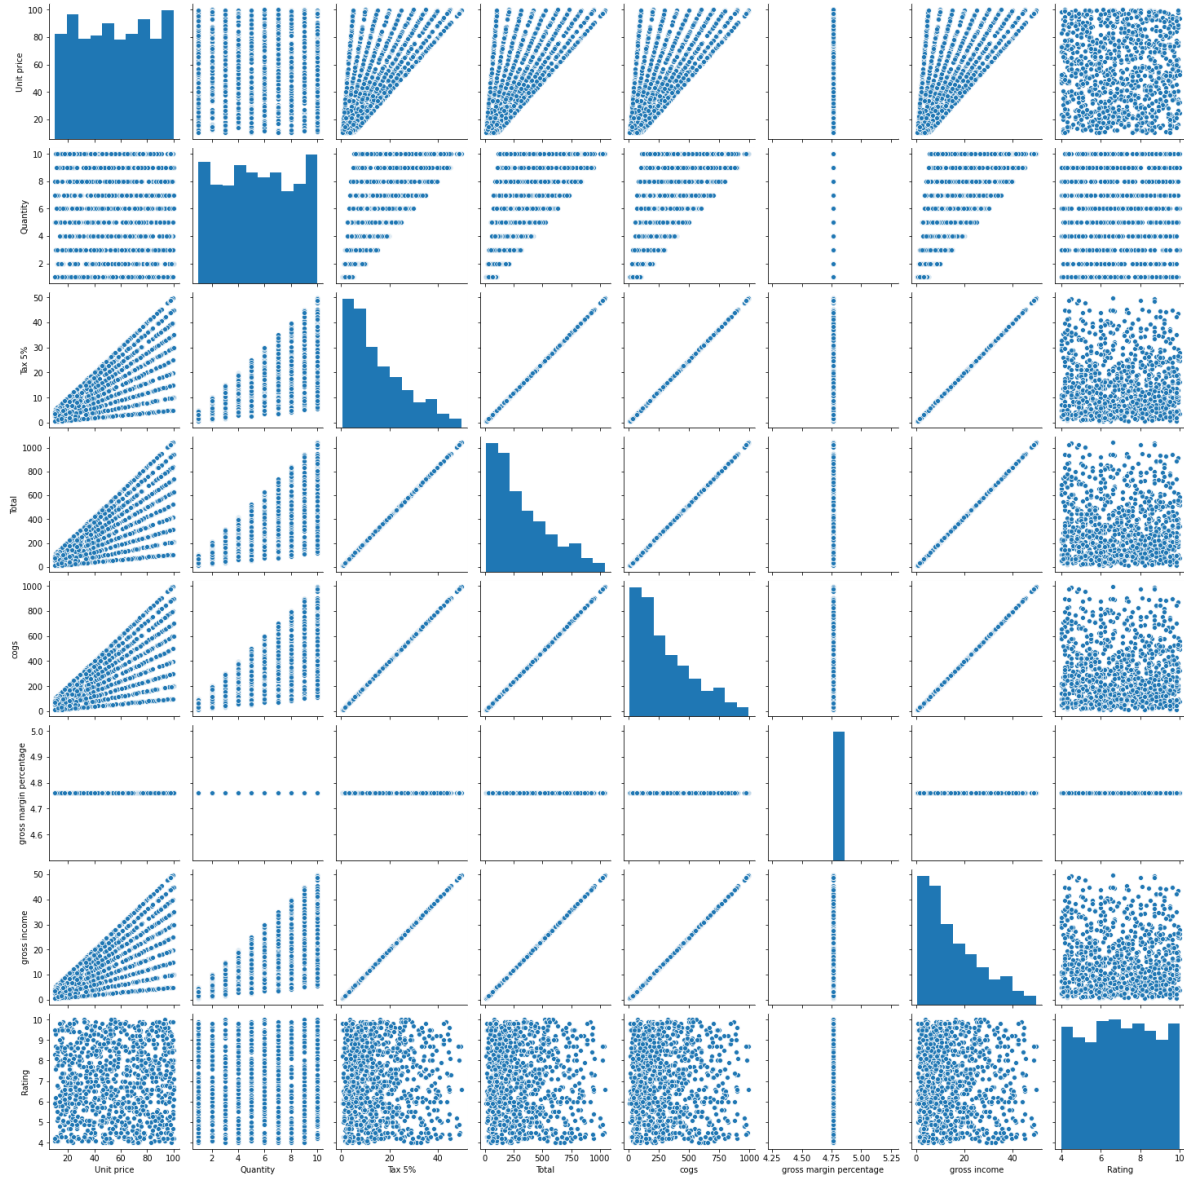 100
80
60
40
20
Unit price
10
8
6
4
2
Quantity
50
40
30
20
10
0
Tax 5%
1000
800
600
400
200
0
Total
1000
800
600
400
200
0
cogs
5.0
4.9
4.8
4.7
4.6
gross margin percentage
50
40
30
20
10
0
gross income
10
9
8
7
6
5
4
Rating
20 40 60 80 100
2 4 6 8 10
0 20 40
0 250 500 750 1000
0 250 500 750 1000
4.25 4.50 4.75 5.00 5.25
0 20 40
4 6 8 10
Unit price
Quantity
Tax 5%
Total
cogs
gross margin percentage
gross income
Rating